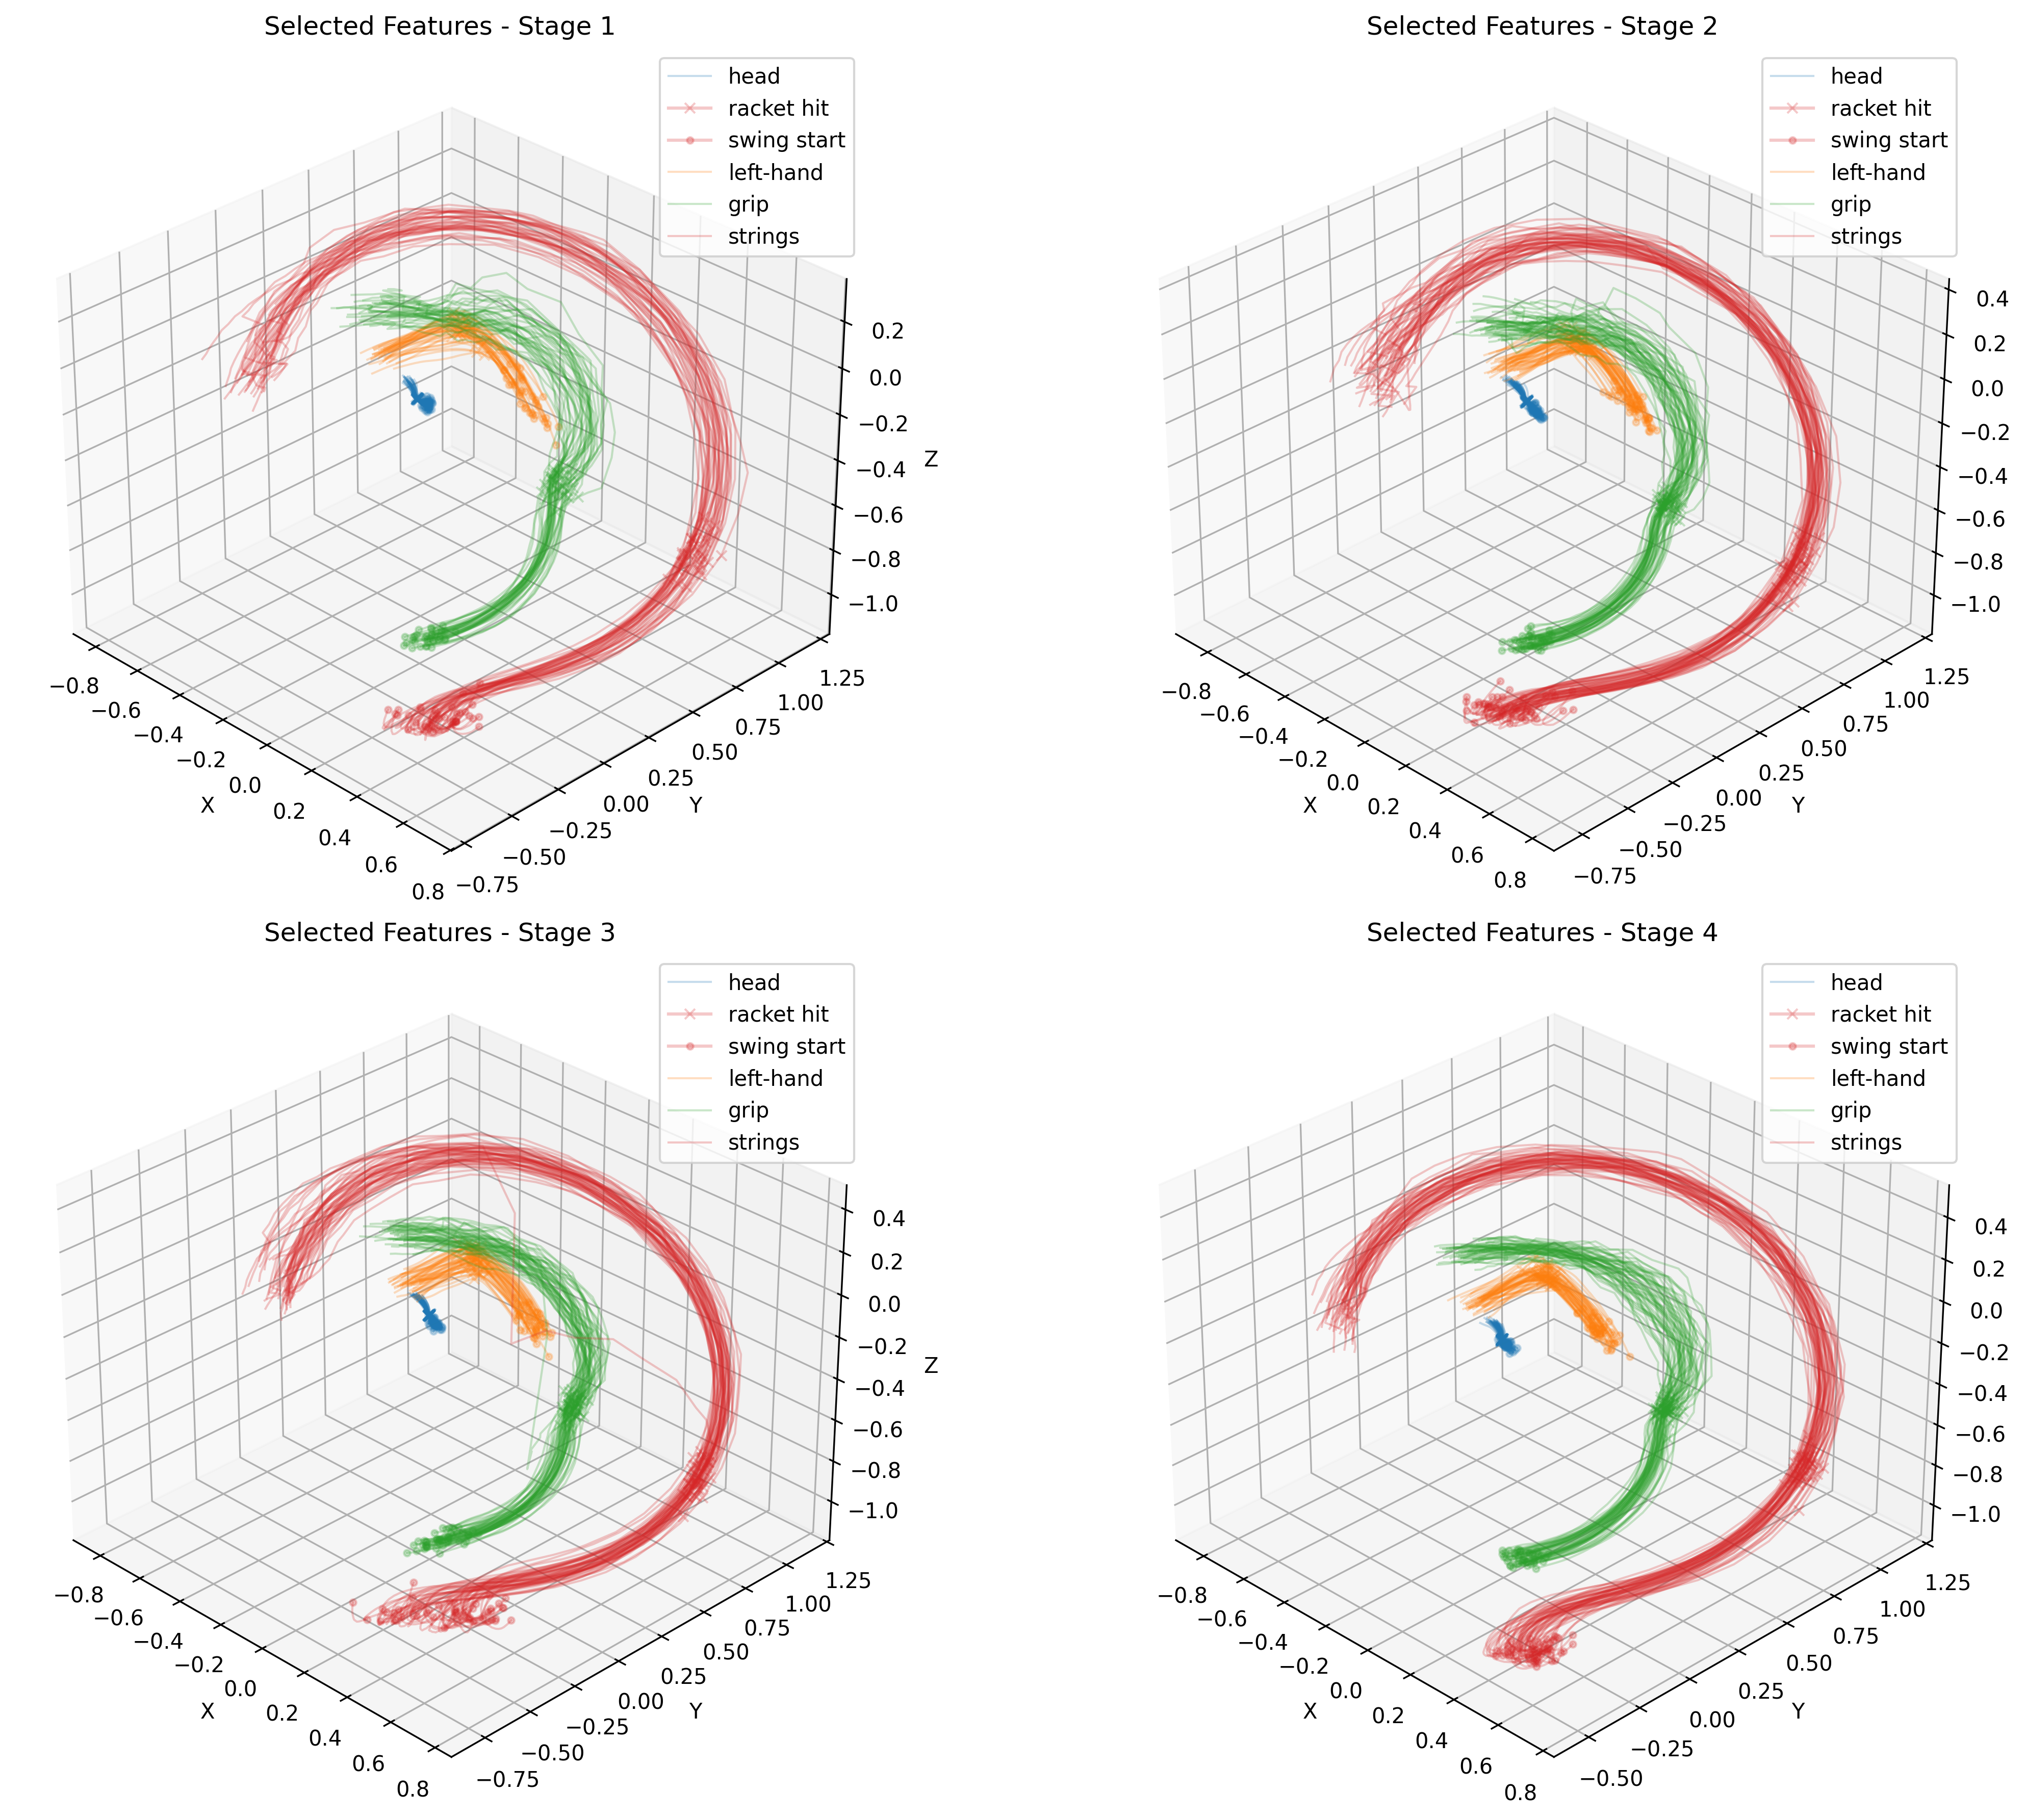 Selected Features - Stage 1
head
racket hit
swing start
left-hand
grip
strings
0.2
0.0
−0.2
−0.4
Z
−0.6
−0.8
−1.0
−0.8
−0.6
−0.4
−0.2
0.0
0.2
0.4
0.6
0.8
X
−0.75
−0.50
−0.25
0.00
0.25
0.50
0.75
1.00
1.25
Y
Selected Features - Stage 2
head
racket hit
swing start
left-hand
grip
strings
0.4
0.2
0.0
−0.2
−0.4
−0.6
−0.8
−1.0
−0.8
−0.6
−0.4
−0.2
0.0
0.2
0.4
0.6
0.8
X
−0.75
−0.50
−0.25
0.00
0.25
0.50
0.75
1.00
1.25
Y
Selected Features - Stage 3
head
racket hit
swing start
left-hand
grip
strings
0.4
0.2
0.0
−0.2
Z
−0.4
−0.6
−0.8
−1.0
−0.8
−0.6
−0.4
−0.2
0.0
0.2
0.4
0.6
0.8
X
−0.75
−0.50
−0.25
0.00
0.25
0.50
0.75
1.00
1.25
Y
Selected Features - Stage 4
head
racket hit
swing start
left-hand
grip
strings
0.4
0.2
0.0
−0.2
−0.4
−0.6
−0.8
−1.0
−0.8
−0.6
−0.4
−0.2
0.0
0.2
0.4
0.6
0.8
X
−0.50
−0.25
0.00
0.25
0.50
0.75
1.00
1.25
Y